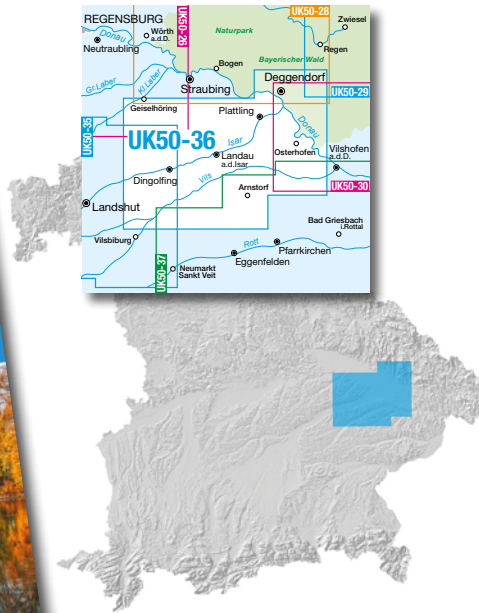 REGENSBURG
UK50-26
UK50-28
Zwiesel
Donau
Wörth
a.d.D.
Naturpark
Neutraubling
Regen
Bogen
Bayerischer Wald
Gr.Laber
Kl.Laber
Straubing
Deggendorf
UK50-29
Geiselhöring
Plattling
Donau
UK50-35
UK50-36
Isar
Osterhofen
Vilshofen
a.d.D.
Landau
a.d.Isar
Dingolfing
Vils
UK50-30
Arnstorf
Landshut
Bad Griesbach
i.Rottal
Vilsbiburg
Rott
Pfarrkirchen
Eggenfelden
UK50-37
Neumarkt
Sankt Veit